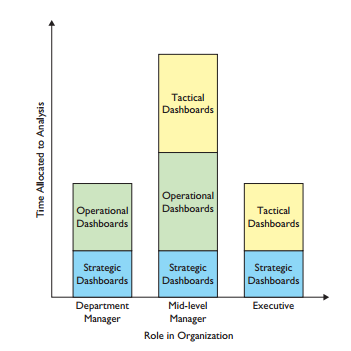 Time Allocated to Analysis
Tactical
Dashboards
Operational
Dashboards
Operational
Dashboards
Tactical
Dashboards
Strategic
Dashboards
Strategic
Dashboards
Strategic
Dashboards
Department
Manager
Mid-level
Manager
Executive
Role in Organization